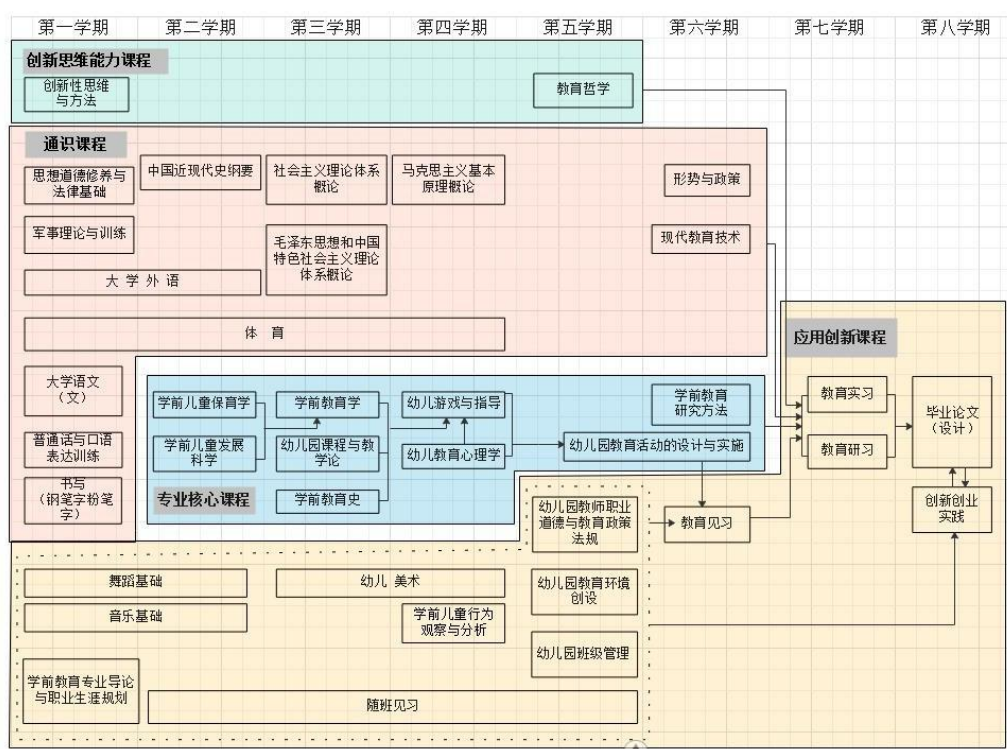 第一学期 第二学期 第三学期 第四学期 第五学期 第六学期 第七学期 第八学期
创新思维能力课程
创新性思维
与方法
教育哲学
通识课程
思想道德修养与
法律基础
中国近现代史纲要
社会主义理论体系
概论
马克思主义基本
原理概论
形势与政策
军事理论与训练
毛泽东思想和中国
特色社会主义理论
体系概论
现代教育技术
大 学 外 语
体 育
大学语文
（文）
普通话与口语
表达训练
书写
（钢笔字粉笔
字）
学前儿童保育学
学前教育学
幼儿游戏与指导
学前教育
研究方法
学前儿童发展
科学
幼儿园课程与教
学论
幼儿教育心理学
幼儿园教育活动的设计与实施
专业核心课程
学前教育史
应用创新课程
教育实习
教育研习
毕业论文
（设计）
创新创业
实践
幼儿园教师职业
道德与教育政策
法规
教育见习
舞蹈基础
幼儿 美术
幼儿园教育环境
创设
音乐基础
学前儿童行为
观察与分析
幼儿园班级管理
学前教育专业导论
与职业生涯规划
随班见习